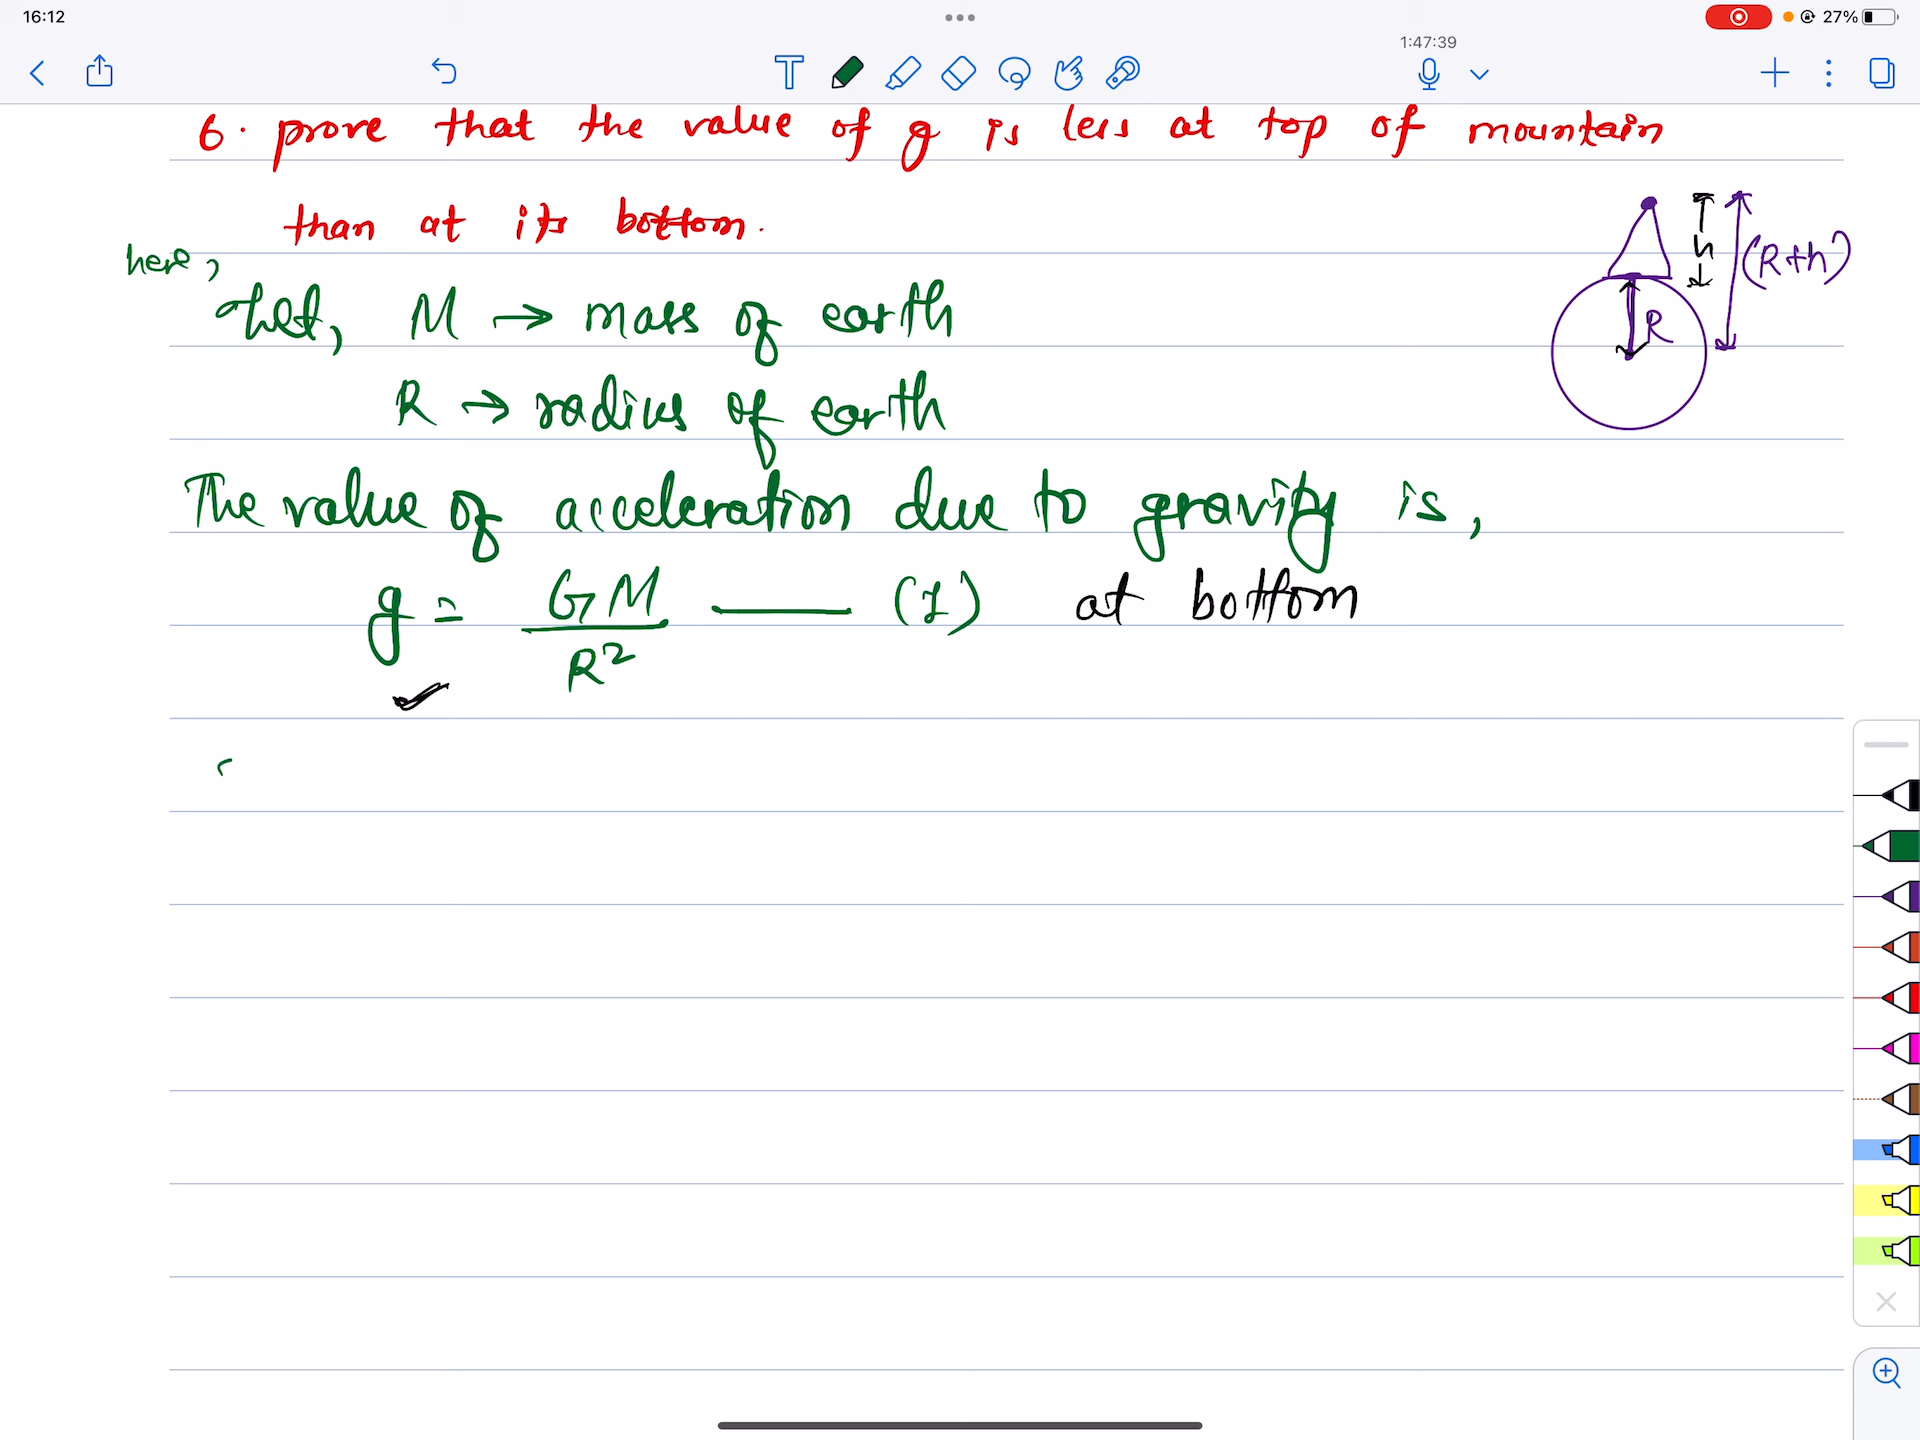 16:12
27%
1:47:39
6. prove that the value of g is less at top of mountain
than at its bottom.
here,
Let, M → mass of earth
R → radius of earth
The value of acceleration due to gravity is,
g = GM / R² —— (1) at bottom
h
(R+h)
R